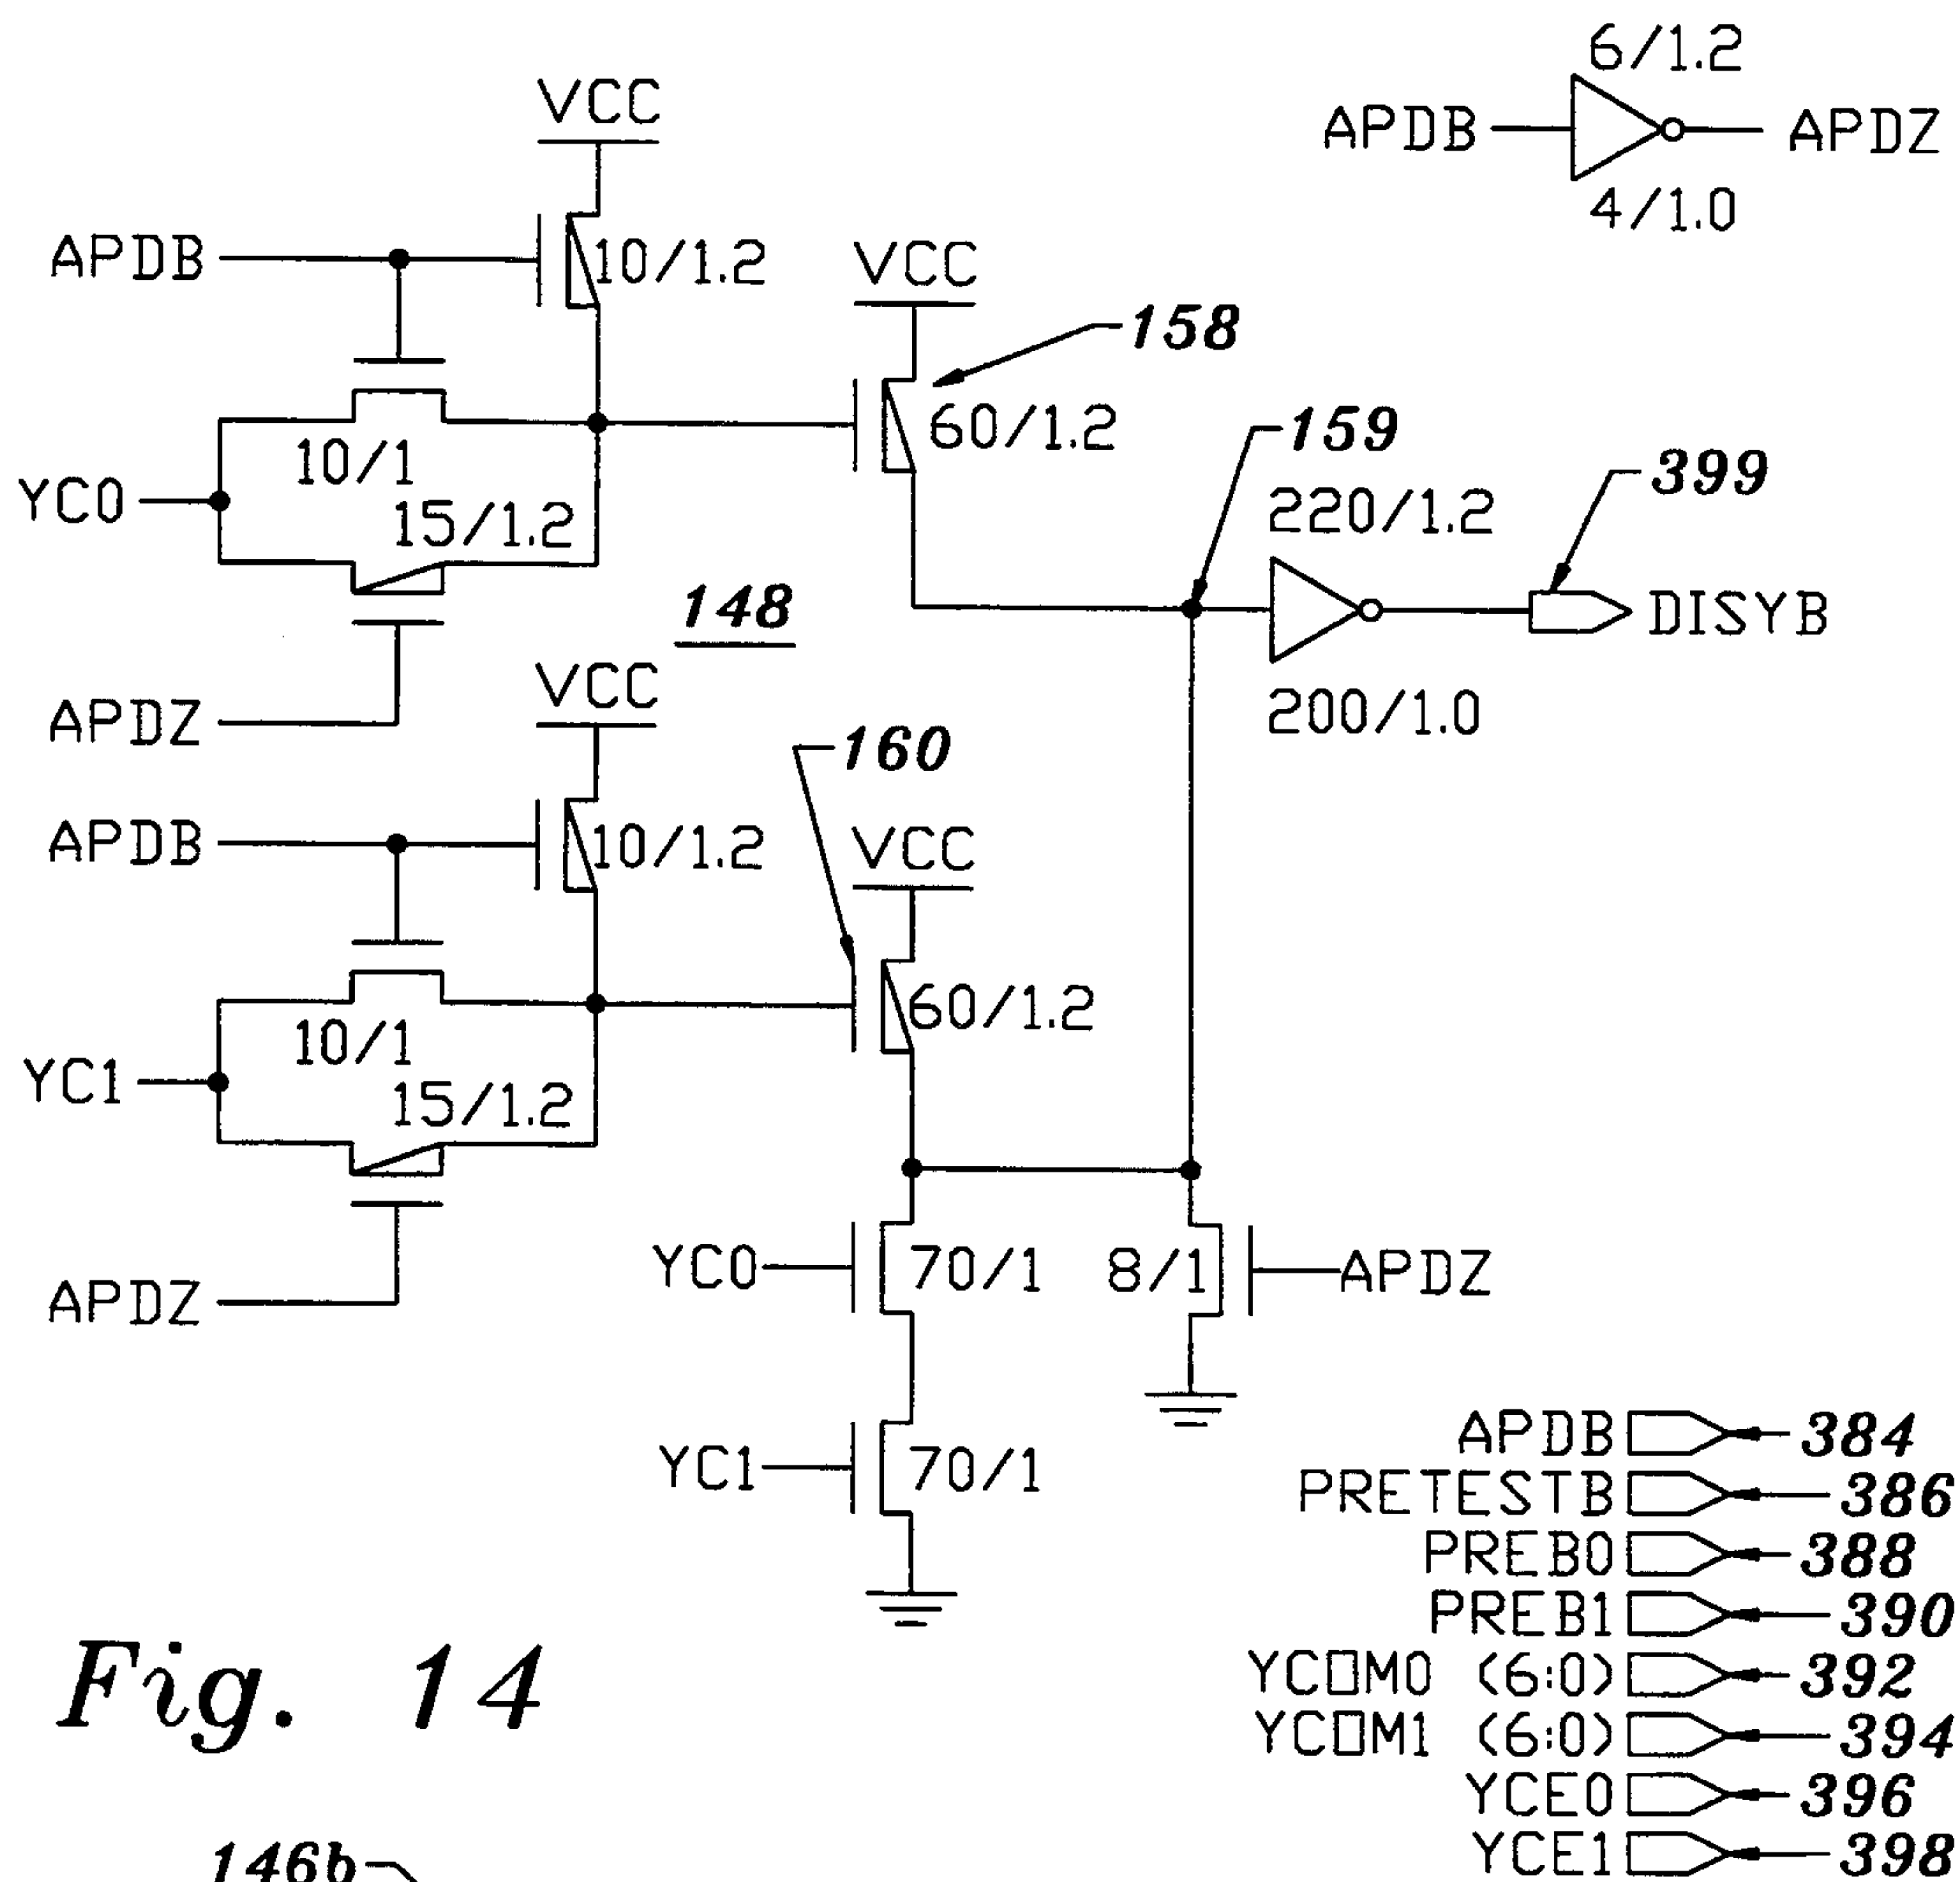 6/1.2
APDB
APDZ
4/1.0
VCC
APDB
10/1.2
VCC
158
60/1.2
10/1
YC0
15/1.2
159
220/1.2
399
DISYB
200/1.0
148
APDZ
VCC
160
APDB
10/1.2
VCC
60/1.2
10/1
YC1
15/1.2
APDZ
YC0
70/1
8/1
APDZ
YC1
70/1
APDB 384
PRETESTB 386
PREB0 388
PREB1 390
YCOM0 (6:0) 392
YCOM1 (6:0) 394
YCE0 396
YCE1 398
Fig. 14
146b